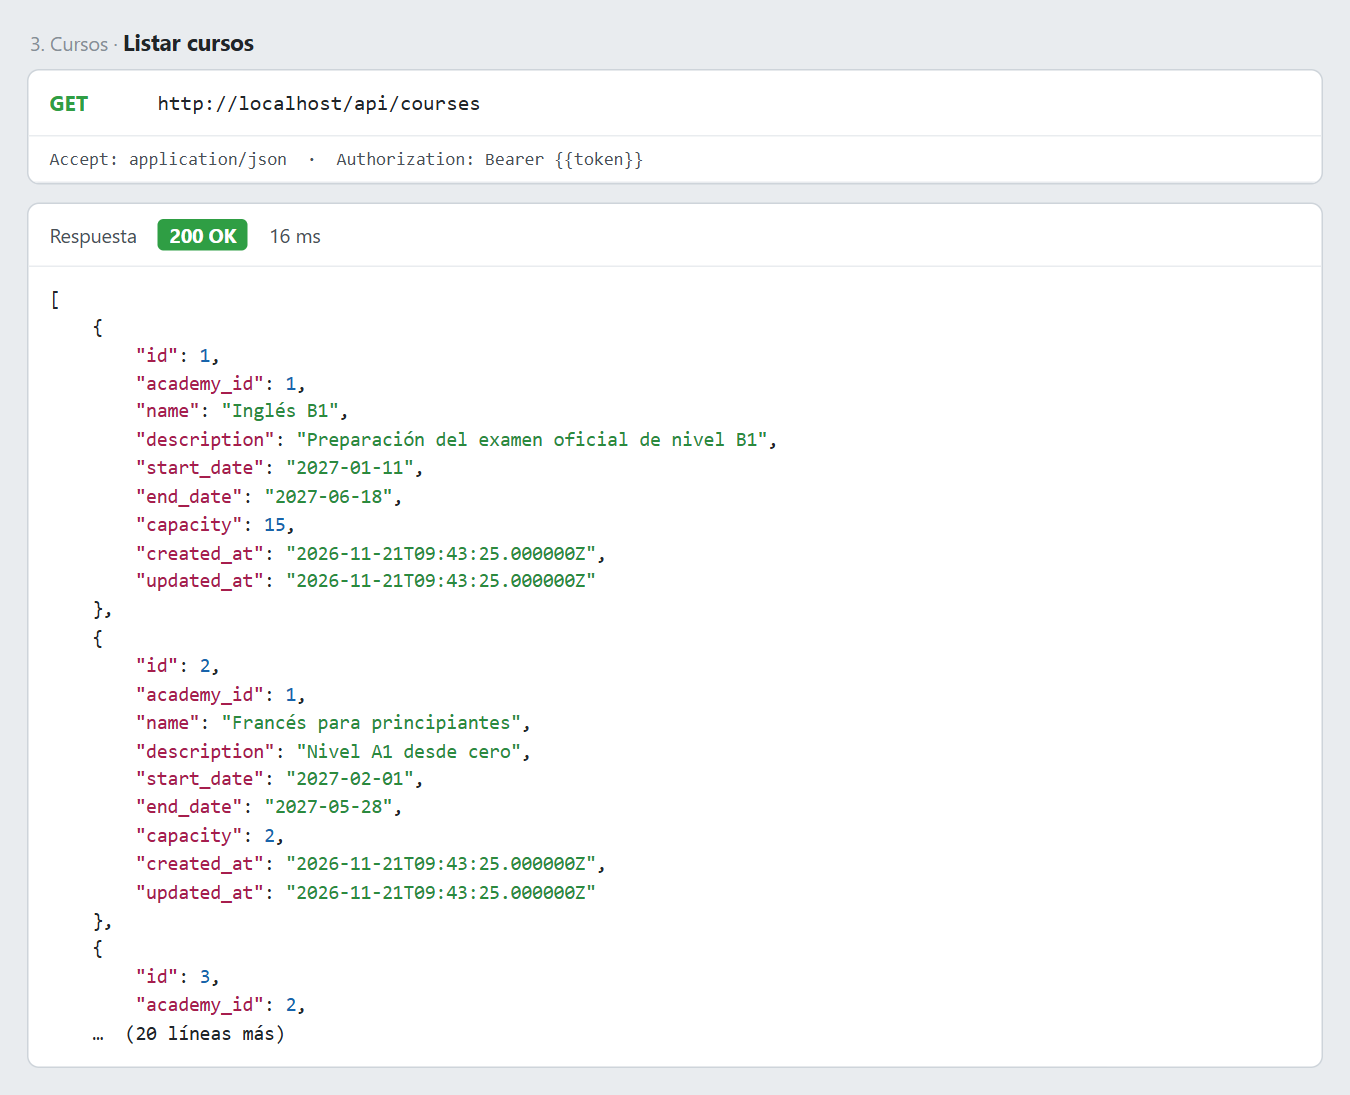 3. Cursos · Listar cursos
GET http://localhost/api/courses
Accept: application/json · Authorization: Bearer {{token}}
Respuesta 200 OK 16 ms
[
    {
        "id": 1,
        "academy_id": 1,
        "name": "Inglés B1",
        "description": "Preparación del examen oficial de nivel B1",
        "start_date": "2027-01-11",
        "end_date": "2027-06-18",
        "capacity": 15,
        "created_at": "2026-11-21T09:43:25.000000Z",
        "updated_at": "2026-11-21T09:43:25.000000Z"
    },
    {
        "id": 2,
        "academy_id": 1,
        "name": "Francés para principiantes",
        "description": "Nivel A1 desde cero",
        "start_date": "2027-02-01",
        "end_date": "2027-05-28",
        "capacity": 2,
        "created_at": "2026-11-21T09:43:25.000000Z",
        "updated_at": "2026-11-21T09:43:25.000000Z"
    },
    {
        "id": 3,
        "academy_id": 2,
    … (20 líneas más)